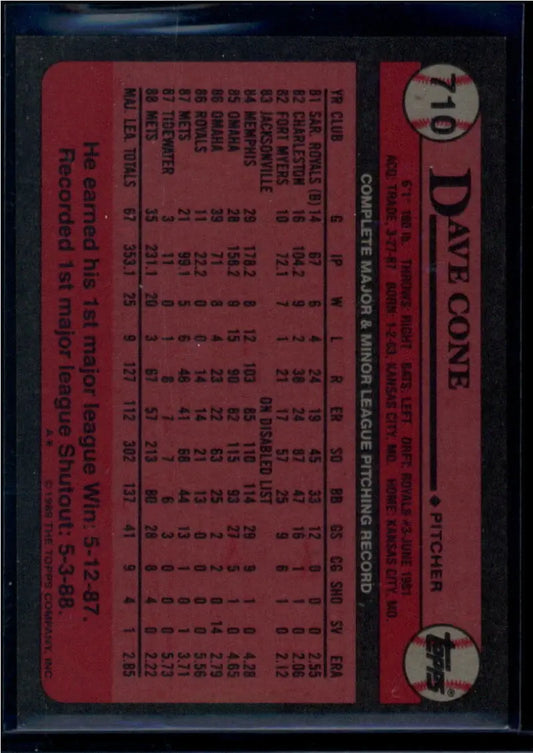 710
DAVE CONE
◆ PITCHER
TOPPS®
6'1" 180 lb. THROWS: RIGHT BATS: LEFT DRFT: ROYALS #3-JUNE 1981
ACQ. TRADE, 3-27-87 BORN: 1-2-63, KANSAS CITY, MO. HOME: KANSAS CITY, MO.
COMPLETE MAJOR & MINOR LEAGUE PITCHING RECORD
YR CLUB G IP W L R ER SO BB GS CG SHO SV ERA
81 SAR. ROYALS (B) 14 67 6 4 24 19 45 33 12 0 0 0 2.55
82 CHARLESTON 16 104.2 9 2 38 24 87 47 16 1 0 0 2.06
82 FORT MYERS 10 72.1 7 1 21 17 57 25 9 6 1 0 2.12
83 JACKSONVILLE ON DISABLED LIST
84 MEMPHIS 29 178.2 8 12 103 85 110 114 29 9 1 0 4.28
85 OMAHA 28 158.2 9 15 90 82 115 93 27 5 1 0 4.65
86 OMAHA 39 71 8 4 23 22 63 25 2 2 0 14 2.79
86 ROYALS 11 22.2 0 0 14 14 21 13 0 0 0 0 5.56
87 METS 21 99.1 5 6 46 41 68 44 13 1 0 1 3.71
87 TIDEWATER 3 11 0 1 8 7 7 6 3 0 0 0 5.73
88 METS 35 231.1 20 3 67 57 213 80 28 8 4 0 2.22
MAJ. LEA. TOTALS 67 353.1 25 9 127 112 302 137 41 9 4 1 2.85
He earned his 1st major league Win: 5-12-87.
Recorded 1st major league Shutout: 5-3-88.
A* © 1989 THE TOPPS COMPANY, INC.